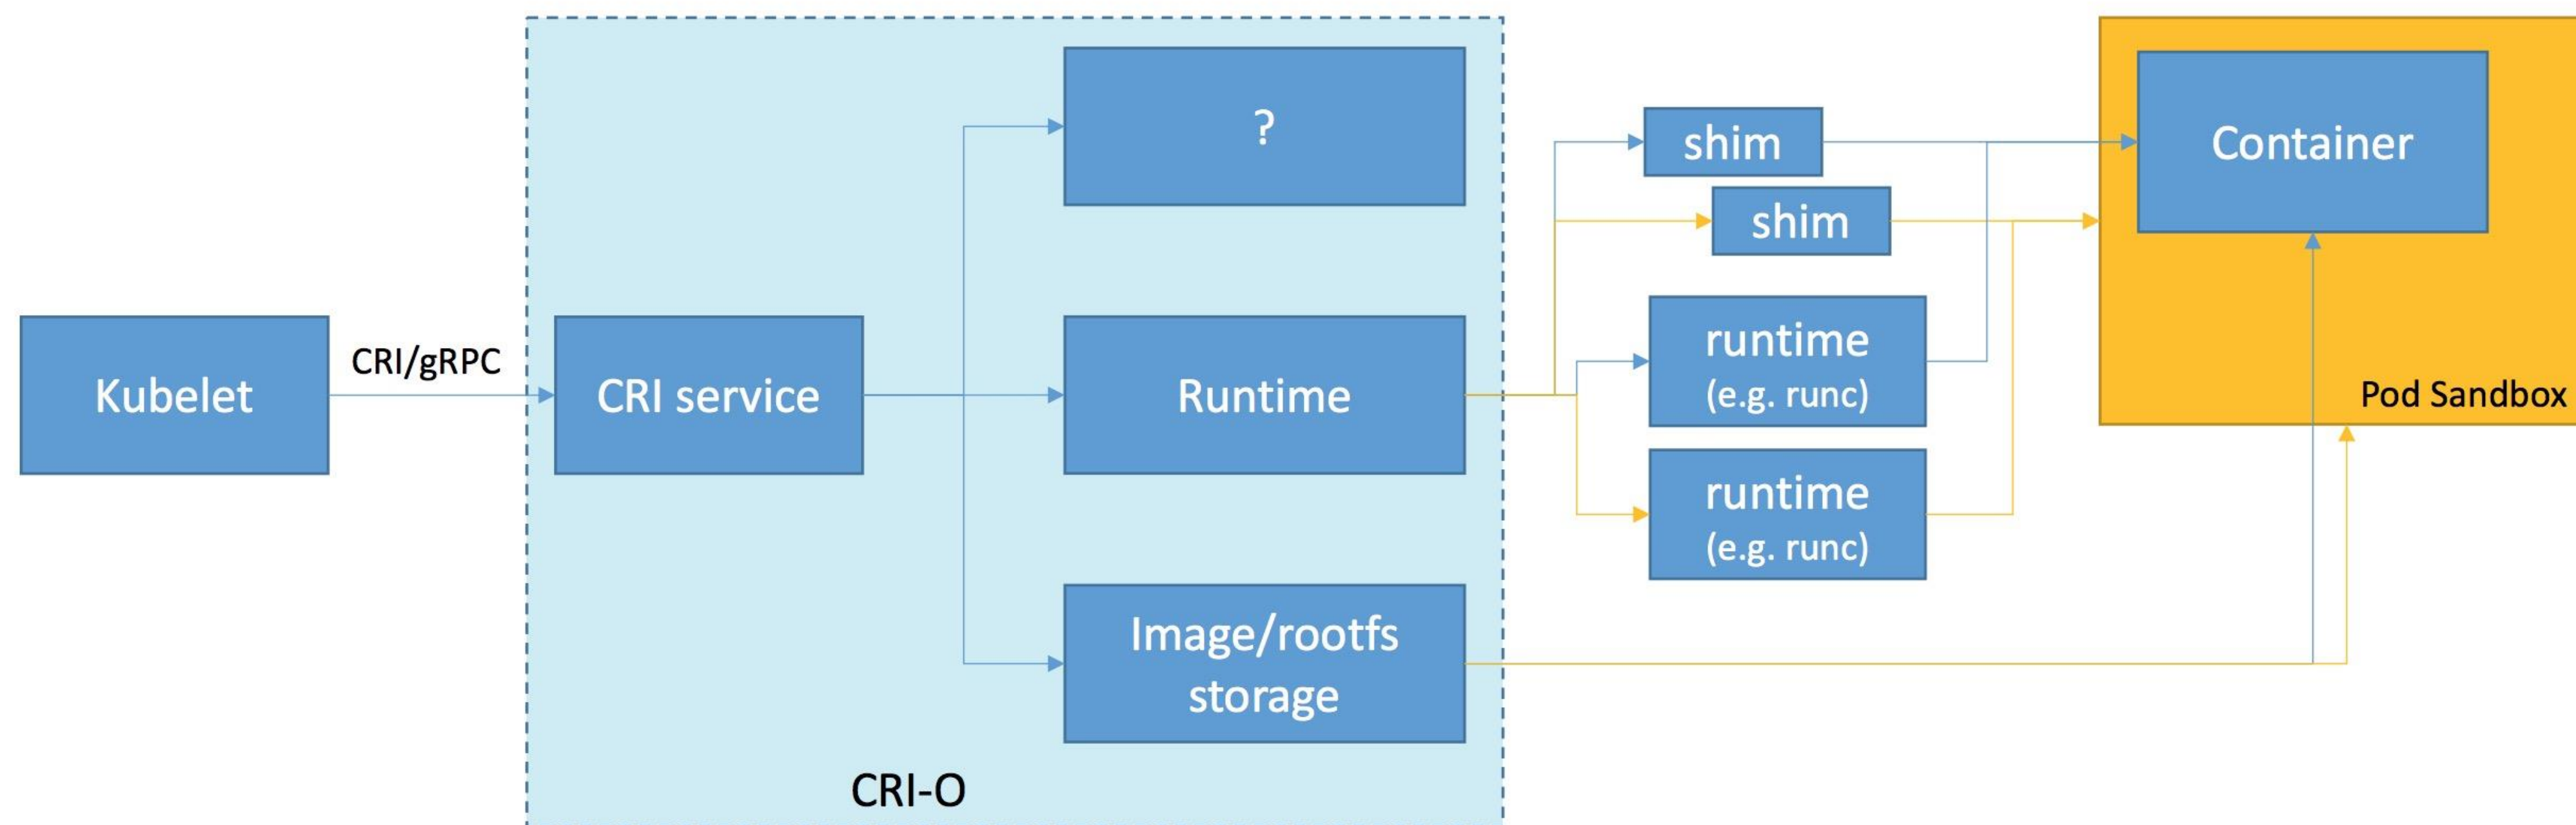 ?
shim
Container
shim
Kubelet
CRI/gRPC
CRI service
Runtime
runtime
(e.g. runc)
Pod Sandbox
runtime
(e.g. runc)
Image/rootfs
storage
CRI-O